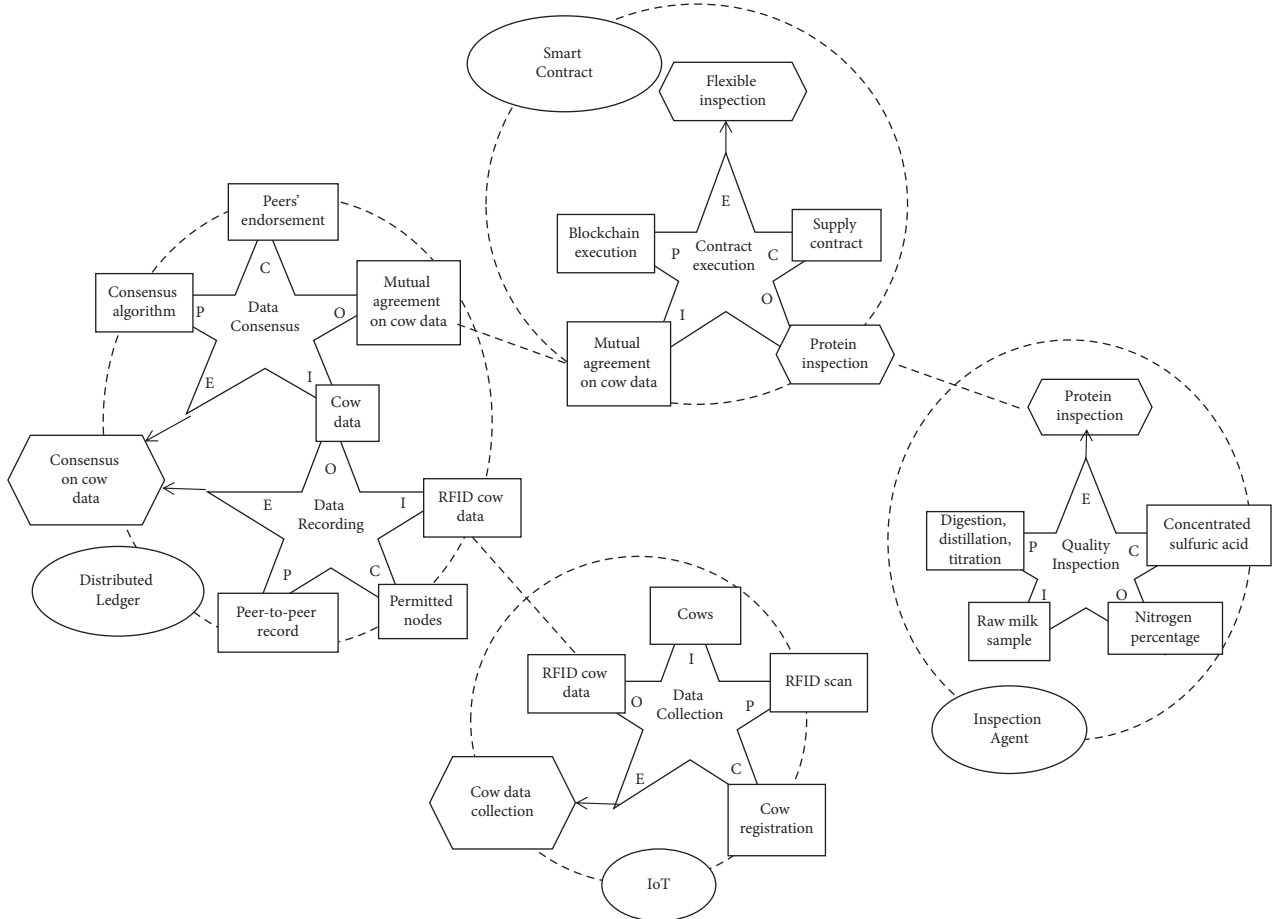 Smart
Contract
Flexible
inspection
E
Blockchain
execution
P
Contract
execution
C
Supply
contract
O
I
Mutual
agreement
on cow data
Protein
inspection
Peers'
endorsement
C
Consensus
algorithm
P
Data
Consensus
O
Mutual
agreement
on cow data
E
I
Cow
data
Consensus
on cow
data
O
E
Data
Recording
I
RFID cow
data
P
C
Distributed
Ledger
Peer-to-peer
record
Permitted
nodes
Cows
I
RFID cow
data
O
Data
Collection
P
RFID scan
E
C
Cow data
collection
Cow
registration
IoT
Protein
inspection
E
Digestion,
distillation,
titration
P
Quality
Inspection
C
Concentrated
sulfuric acid
I
O
Raw milk
sample
Nitrogen
percentage
Inspection
Agent